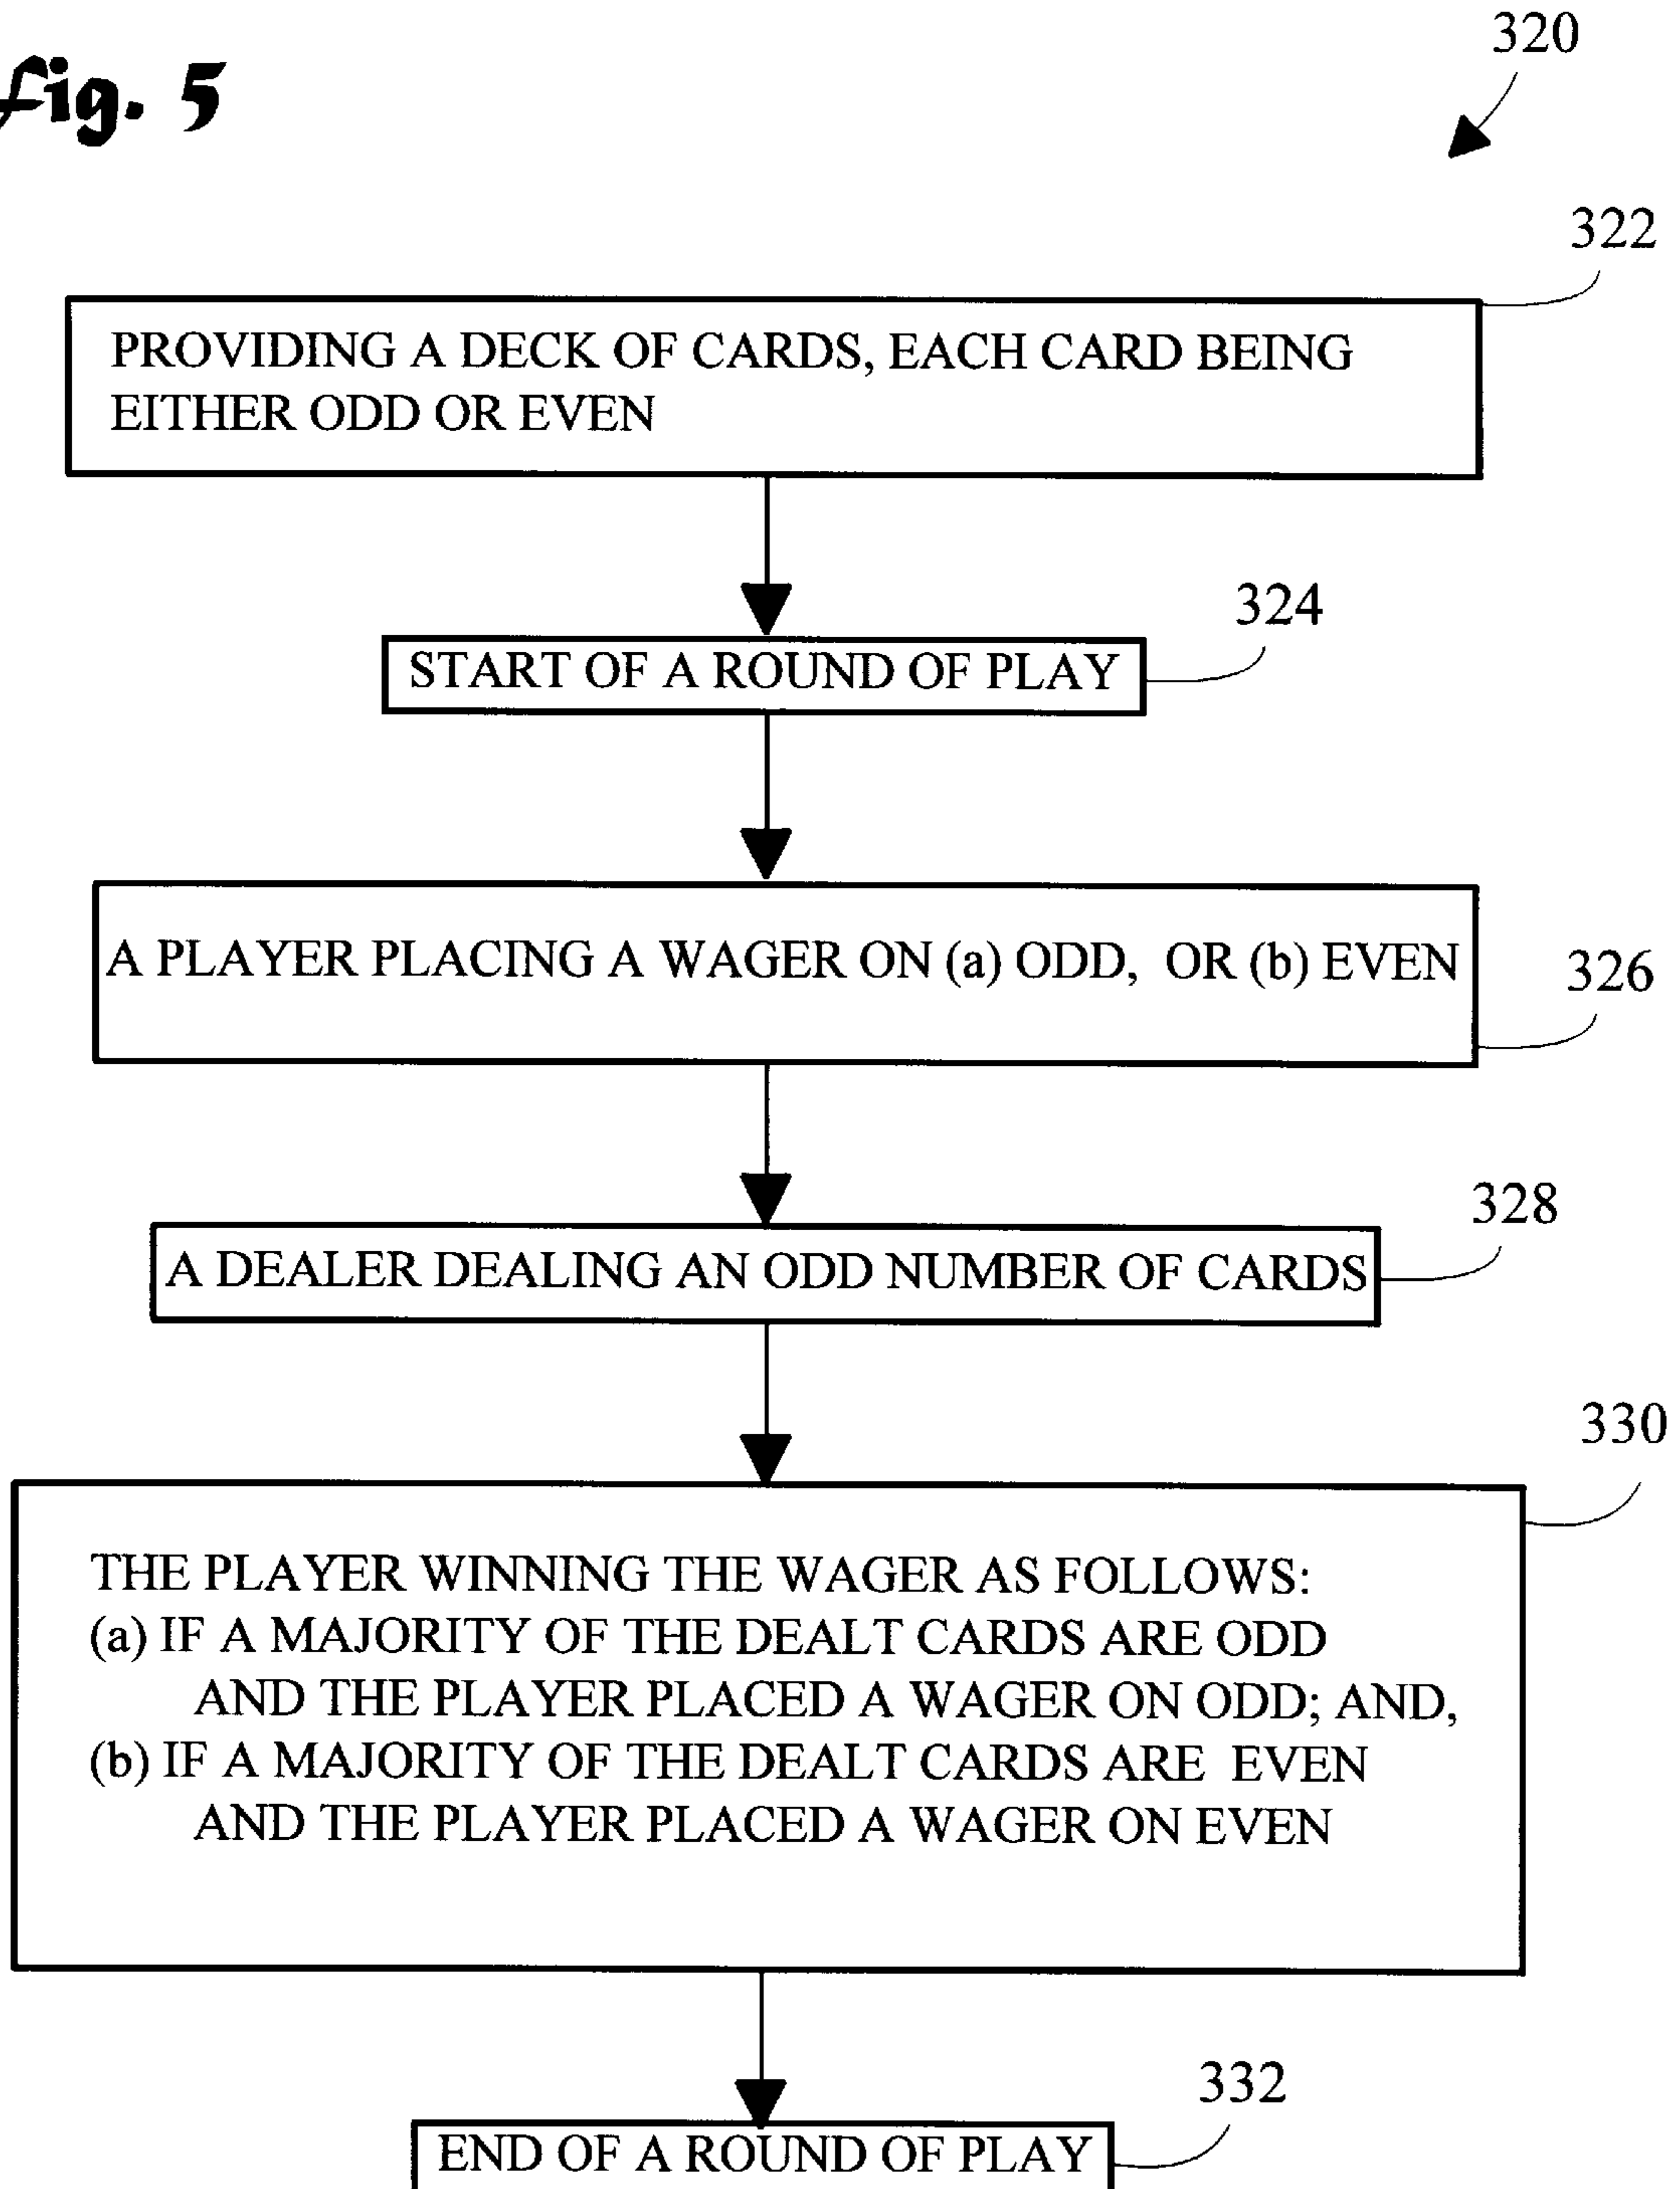 Fig. 5
320
322
PROVIDING A DECK OF CARDS, EACH CARD BEING
EITHER ODD OR EVEN
324
START OF A ROUND OF PLAY
A PLAYER PLACING A WAGER ON (a) ODD, OR (b) EVEN
326
328
A DEALER DEALING AN ODD NUMBER OF CARDS
330
THE PLAYER WINNING THE WAGER AS FOLLOWS:
(a) IF A MAJORITY OF THE DEALT CARDS ARE ODD
AND THE PLAYER PLACED A WAGER ON ODD; AND,
(b) IF A MAJORITY OF THE DEALT CARDS ARE EVEN
AND THE PLAYER PLACED A WAGER ON EVEN
332
END OF A ROUND OF PLAY